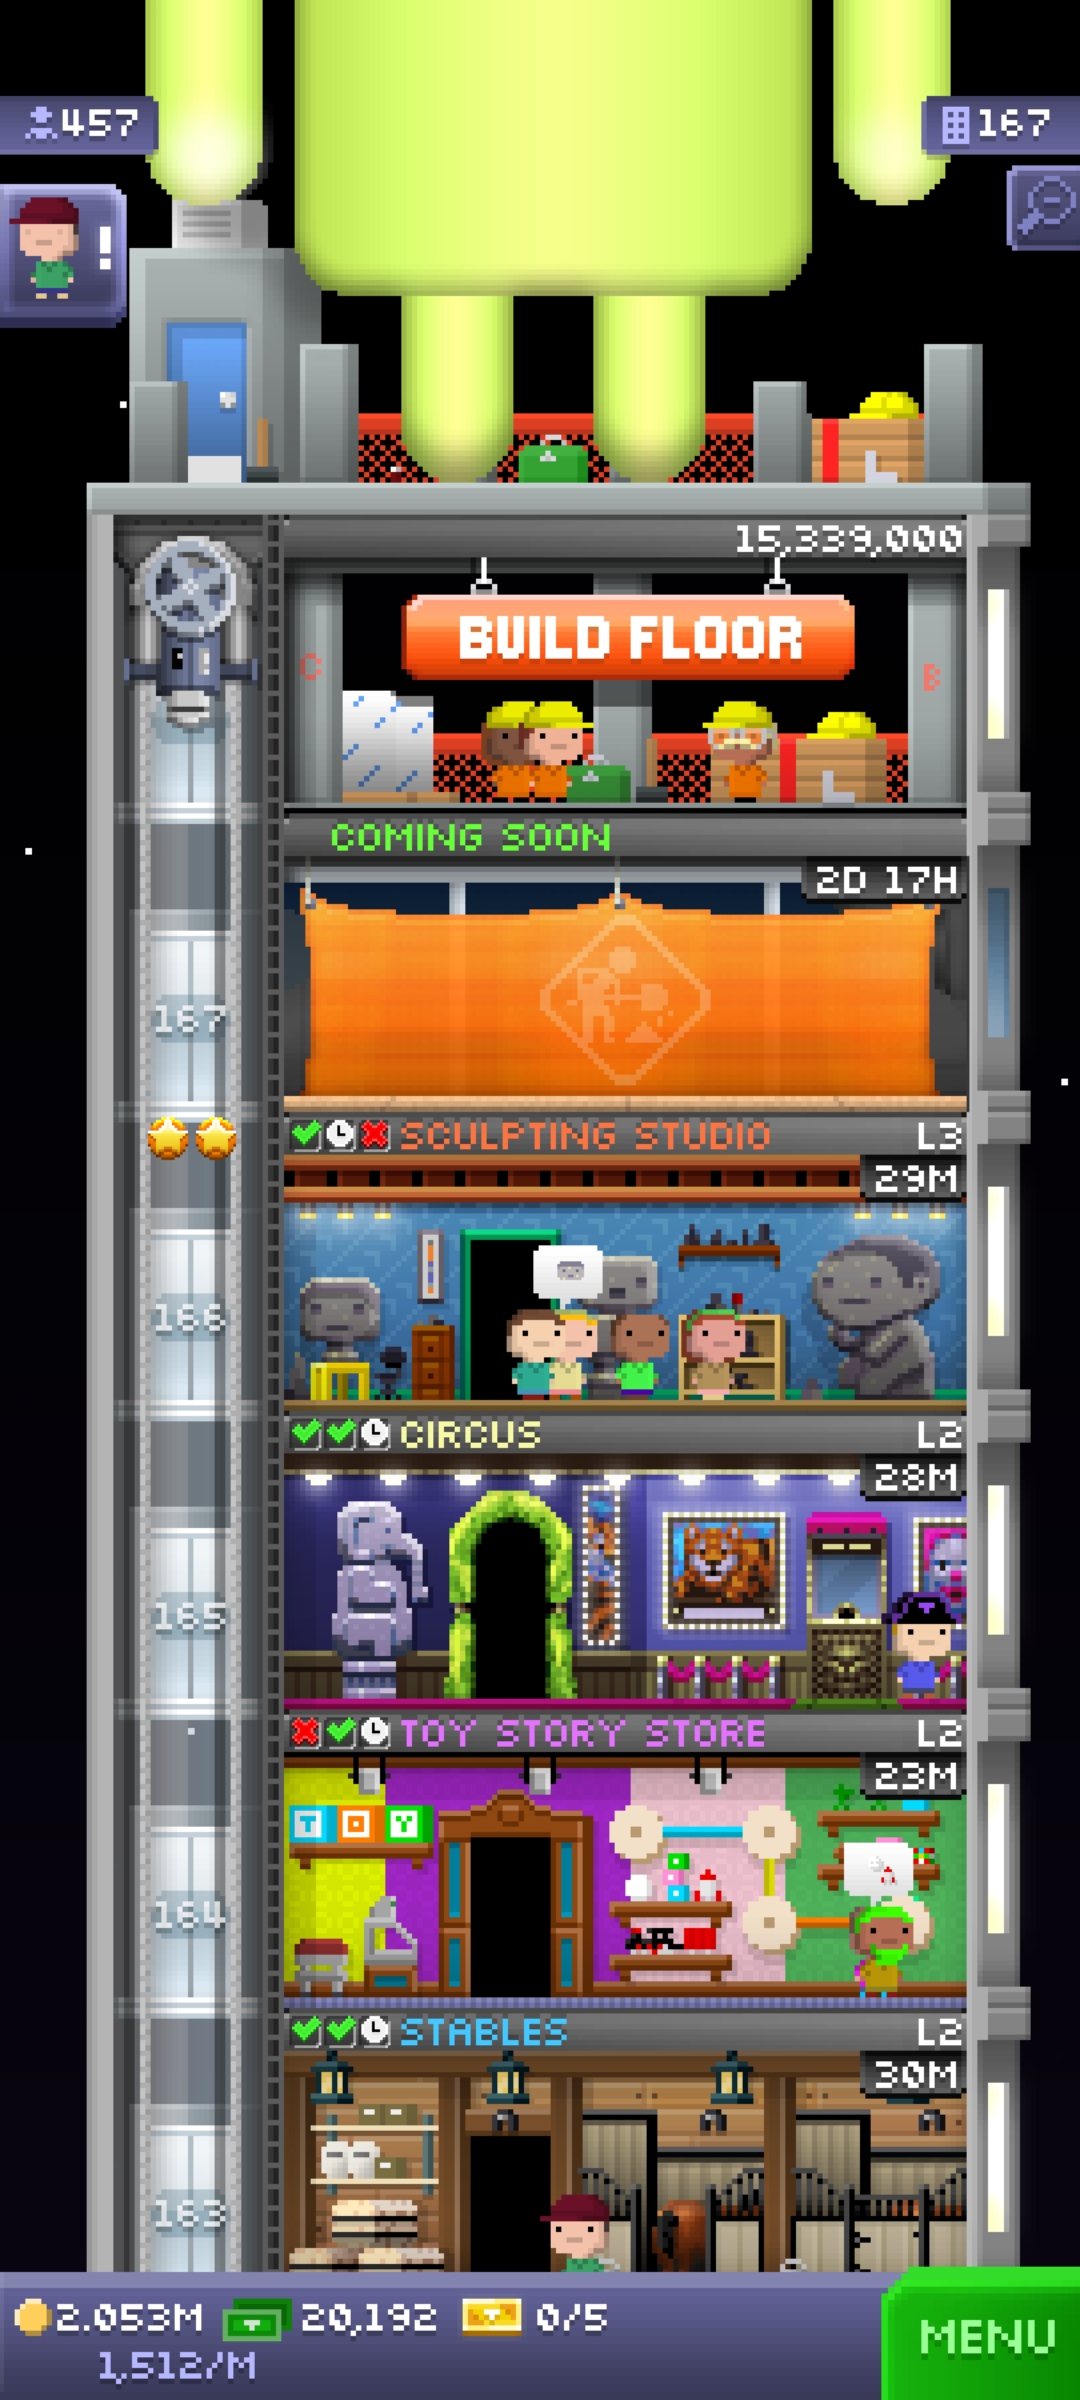 457
167
!
15,339,000
BUILD FLOOR
C
B
COMING SOON
2D 17H
167
SCULPTING STUDIO
L3
29M
166
CIRCUS
L2
28M
165
TOY STORY STORE
L2
23M
TOY
164
STABLES
L2
30M
163
2.053M
20,192
0/5
1,512/M
MENU